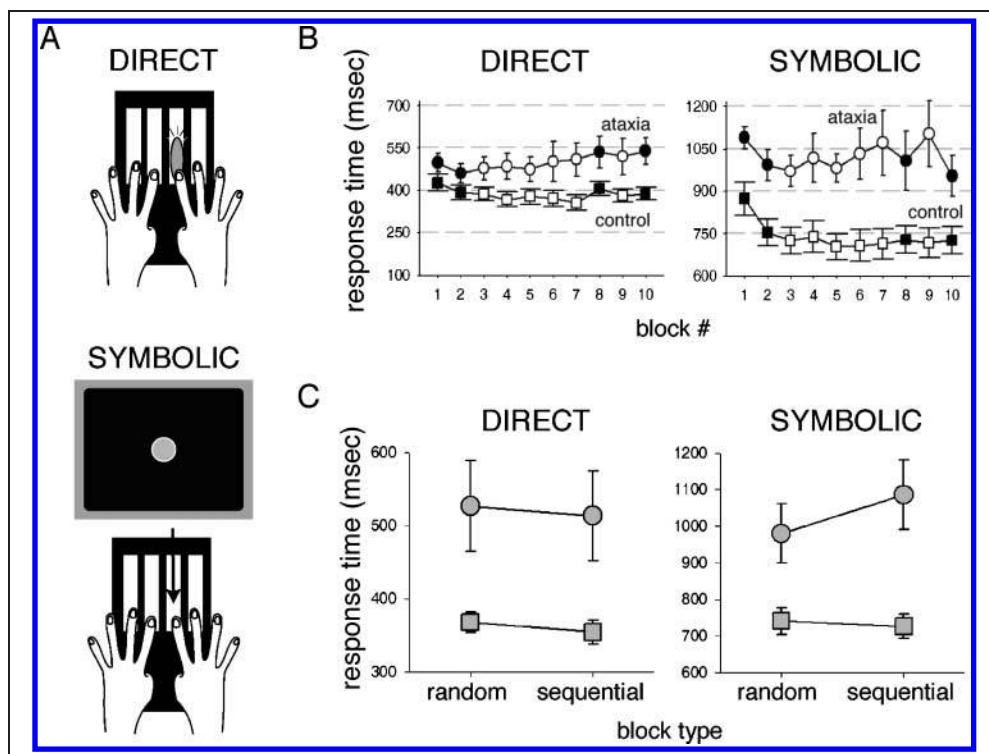 A
DIRECT
SYMBOLIC
B
DIRECT
SYMBOLIC
response time (msec)
700
550
400
250
100
ataxia
control
1 2 3 4 5 6 7 8 9 10
1200
1050
900
750
600
ataxia
control
1 2 3 4 5 6 7 8 9 10
block #
C
DIRECT
SYMBOLIC
response time (msec)
600
500
400
300
random sequential
1200
1100
1000
900
800
700
600
random sequential
block type